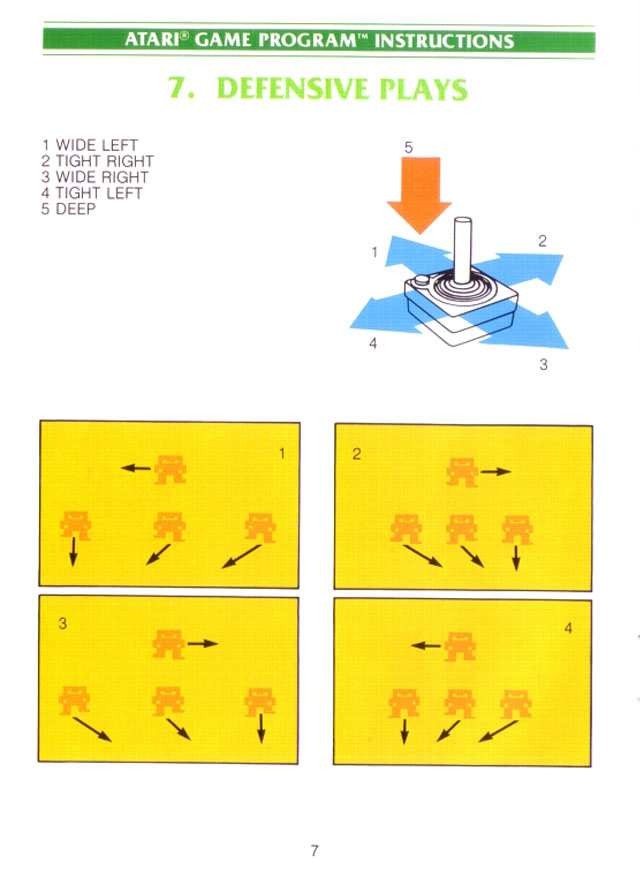 ATARI® GAME PROGRAM™ INSTRUCTIONS
7. DEFENSIVE PLAYS
1 WIDE LEFT
2 TIGHT RIGHT
3 WIDE RIGHT
4 TIGHT LEFT
5 DEEP
5
1
2
4
3
1
2
3
4
7